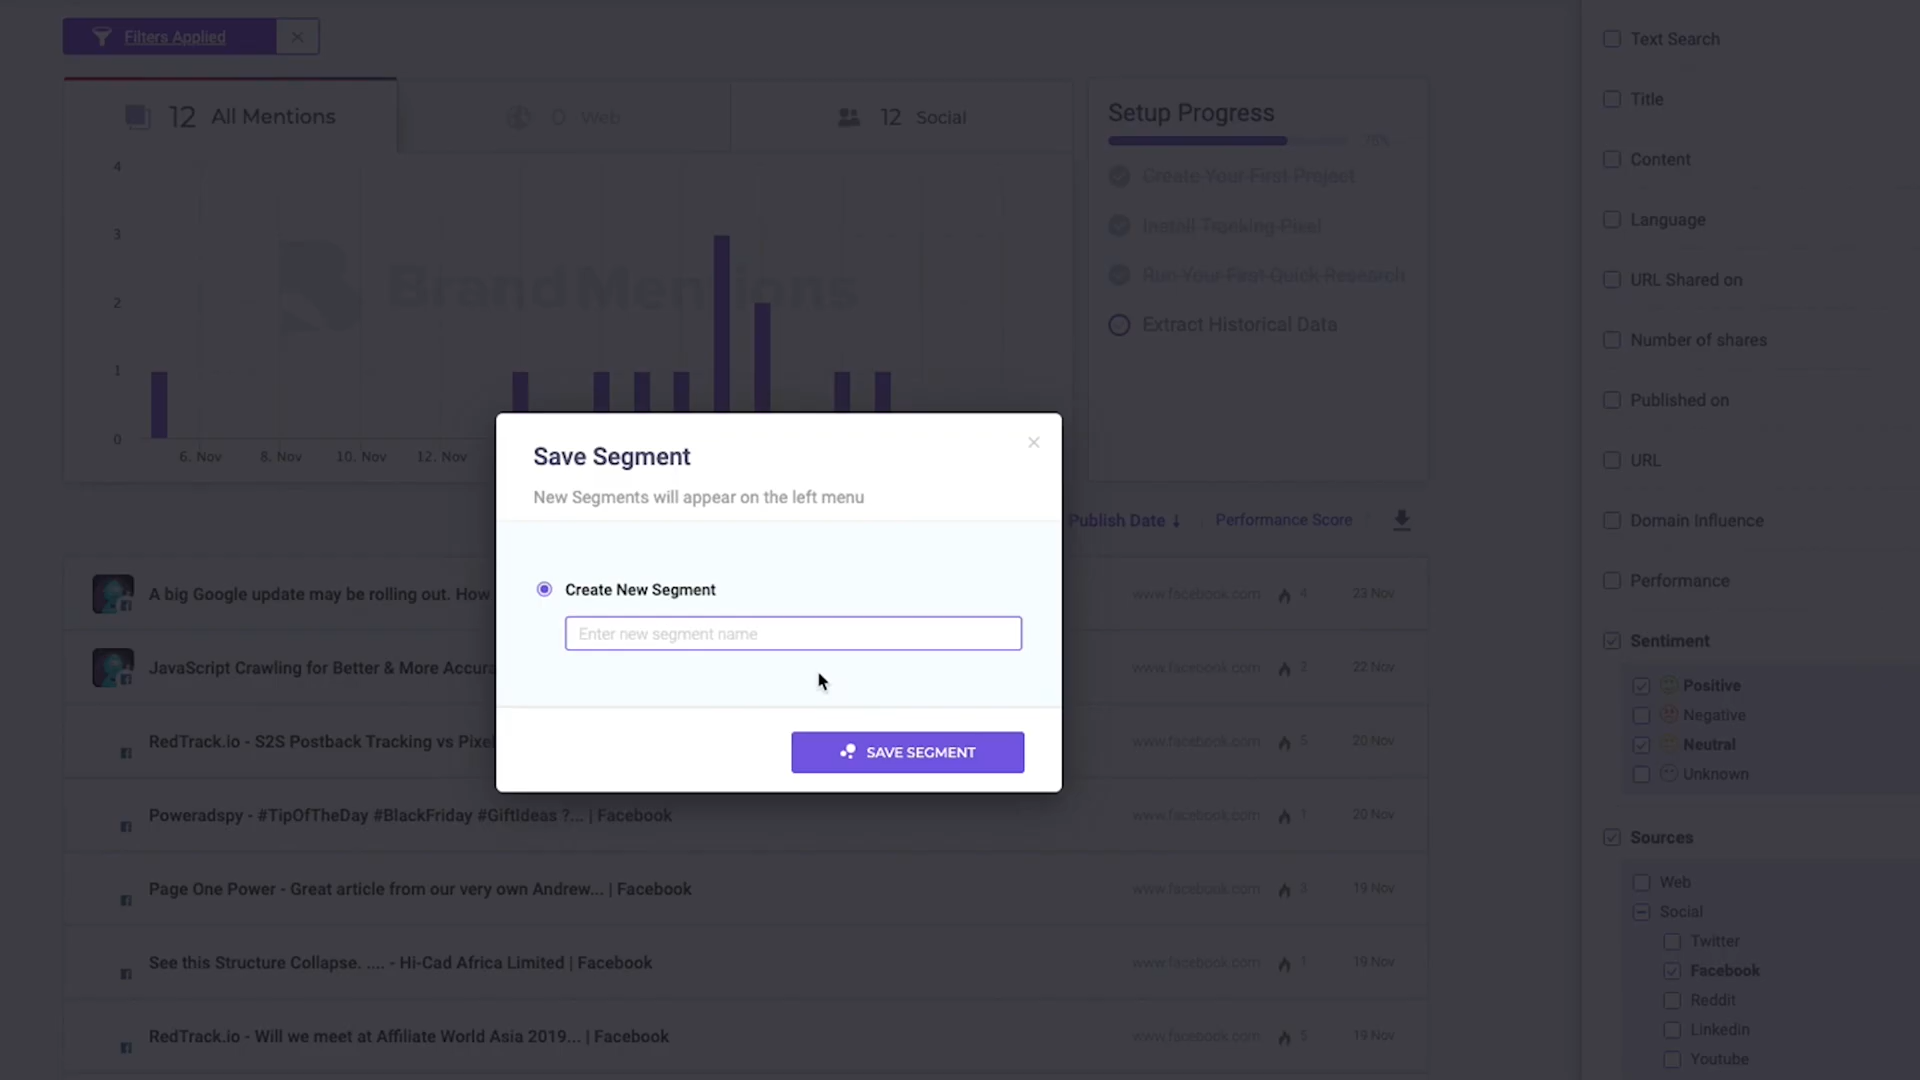 Filters Applied
12 All Mentions
0 Web
12 Social
4
3
2
1
0
Brand Mentions
6. Nov
8. Nov
10. Nov
12. Nov
Setup Progress
75%
Create Your First Project
Install Tracking Pixel
Run Your First Quick Research
Extract Historical Data
Save Segment
New Segments will appear on the left menu
Create New Segment
Enter new segment name
SAVE SEGMENT
Publish Date
Performance Score
A big Google update may be rolling out. How
www.facebook.com 4 23 Nov
JavaScript Crawling for Better & More
www.facebook.com 3 22 Nov
RedTrack.io - S2S Postback Tracking vs
www.facebook.com 5 20 Nov
Poweradspy - #TipOfTheDay #BlackFriday #GiftIdeas ?... | Facebook
www.facebook.com 1 20 Nov
Page One Power - Great article from our very own Andrew... | Facebook
www.facebook.com 3 19 Nov
See this Structure Collapse. .... - Hi-Cad Africa Limited | Facebook
www.facebook.com 1 19 Nov
RedTrack.io - Will we meet at Affiliate World Asia 2019... | Facebook
www.facebook.com 5 19 Nov
Text Search
Title
Content
Language
URL Shared on
Number of shares
Published on
URL
Domain Influence
Performance
Sentiment
Positive
Negative
Neutral
Unknown
Sources
Web
Social
Twitter
Facebook
Reddit
Linkedin
Youtube